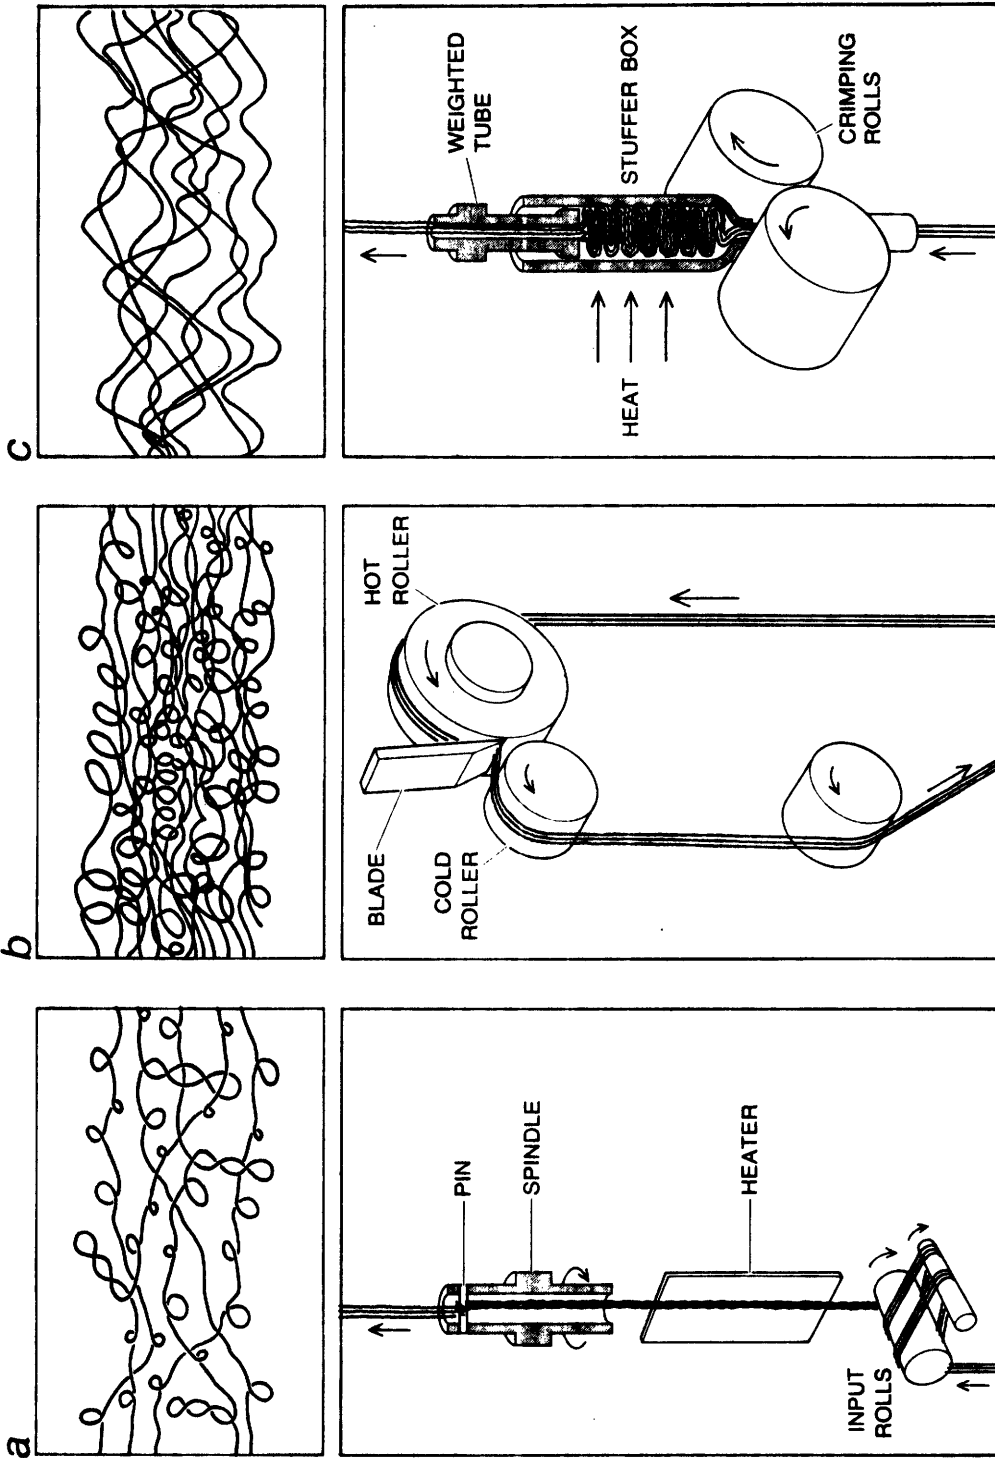 a
PIN
SPINDLE
HEATER
INPUT
ROLLS
b
HOT
ROLLER
BLADE
COLD
ROLLER
c
WEIGHTED
TUBE
STUFFER BOX
HEAT
CRIMPING
ROLLS